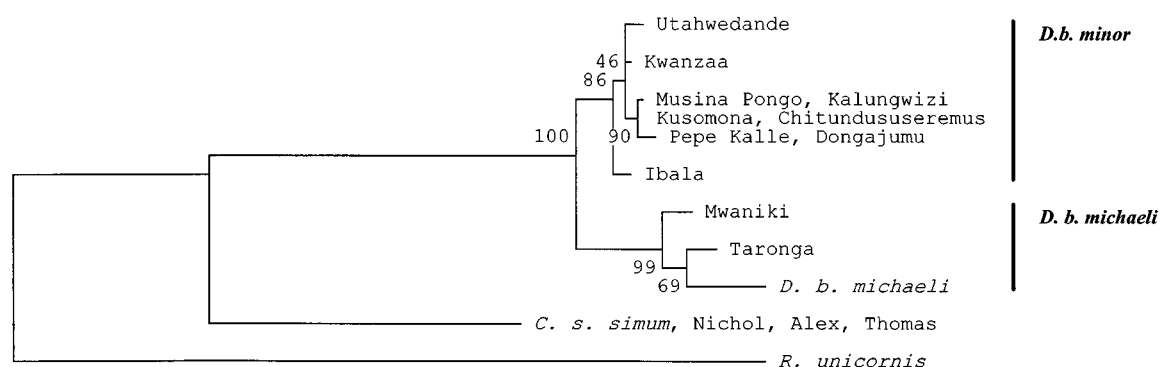 Utahwedande
D.b. minor
46
Kwanzaa
86
Musina Pongo, Kalungwizi
Kusomona, Chitundususeremus
100
90
Pepe Kalle, Dongajumu
Ibala
Mwaniki
D. b. michaeli
Taronga
99
69
D. b. michaeli
C. s. simum, Nichol, Alex, Thomas
R. unicornis